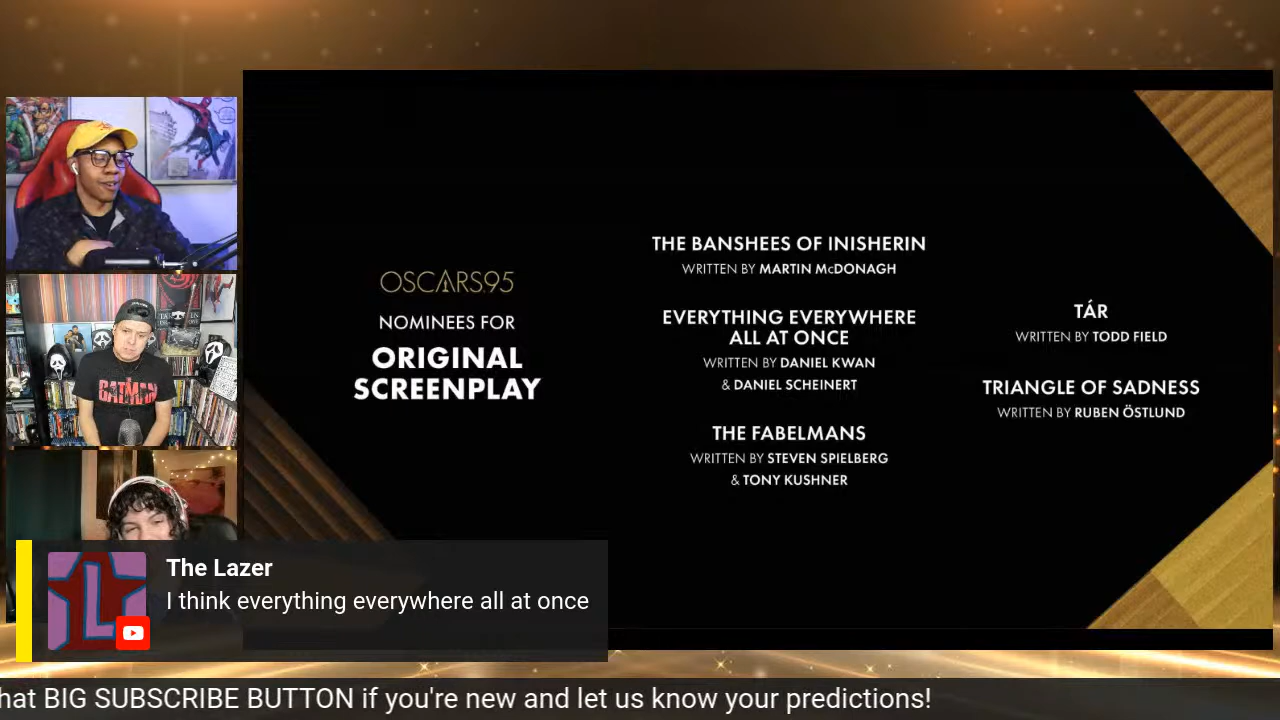 OSCARS95
NOMINEES FOR
ORIGINAL
SCREENPLAY
THE BANSHEES OF INISHERIN
WRITTEN BY MARTIN McDONAGH
EVERYTHING EVERYWHERE
ALL AT ONCE
WRITTEN BY DANIEL KWAN
& DANIEL SCHEINERT
THE FABELMANS
WRITTEN BY STEVEN SPIELBERG
& TONY KUSHNER
TÁR
WRITTEN BY TODD FIELD
TRIANGLE OF SADNESS
WRITTEN BY RUBEN ÖSTLUND
BATMAN
L
The Lazer
I think everything everywhere all at once
hat BIG SUBSCRIBE BUTTON if you're new and let us know your predictions!